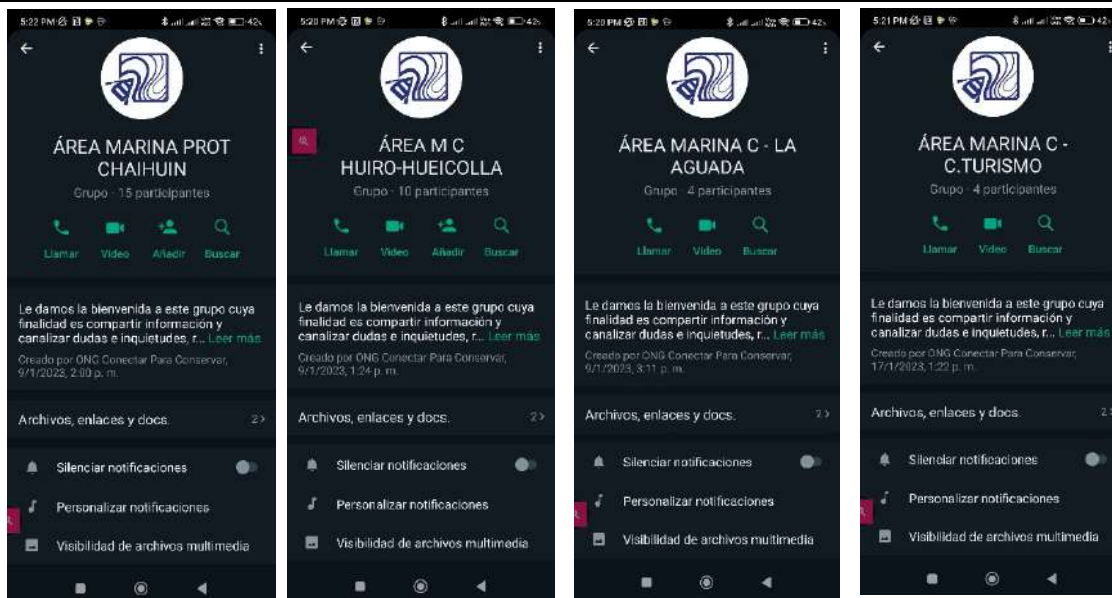 5:22 PM
42
ÁREA MARINA PROT
CHAIHUIN
Grupo · 15 participantes
Llamar Video Añadir Buscar
Le damos la bienvenida a este grupo cuya
finalidad es compartir información y
canalizar dudas e inquietudes, r... Leer más
Creado por ONG Conectar Para Conservar,
9/1/2023, 2:00 p. m.
Archivos, enlaces y docs. 2 >
Silenciar notificaciones
Personalizar notificaciones
Visibilidad de archivos multimedia
5:20 PM
42
ÁREA M C
HUIRO-HUEICOLLA
Grupo · 10 participantes
Llamar Video Añadir Buscar
Le damos la bienvenida a este grupo cuya
finalidad es compartir información y
canalizar dudas e inquietudes, r... Leer más
Creado por ONG Conectar Para Conservar,
9/1/2023, 1:24 p. m.
Archivos, enlaces y docs. 2 >
Silenciar notificaciones
Personalizar notificaciones
Visibilidad de archivos multimedia
5:20 PM
42
ÁREA MARINA C - LA
AGUADA
Grupo · 4 participantes
Llamar Video Buscar
Le damos la bienvenida a este grupo cuya
finalidad es compartir información y
canalizar dudas e inquietudes, r... Leer más
Creado por ONG Conectar Para Conservar,
9/1/2023, 3:11 p. m.
Archivos, enlaces y docs. 2 >
Silenciar notificaciones
Personalizar notificaciones
Visibilidad de archivos multimedia
5:21 PM
42
ÁREA MARINA C -
C.TURISMO
Grupo · 4 participantes
Llamar Video Buscar
Le damos la bienvenida a este grupo cuya
finalidad es compartir información y
canalizar dudas e inquietudes, r... Leer más
Creado por ONG Conectar Para Conservar,
17/1/2023, 1:22 p. m.
Archivos, enlaces y docs. 2
Silenciar notificaciones
Personalizar notificaciones
Visibilidad de archivos multimedia